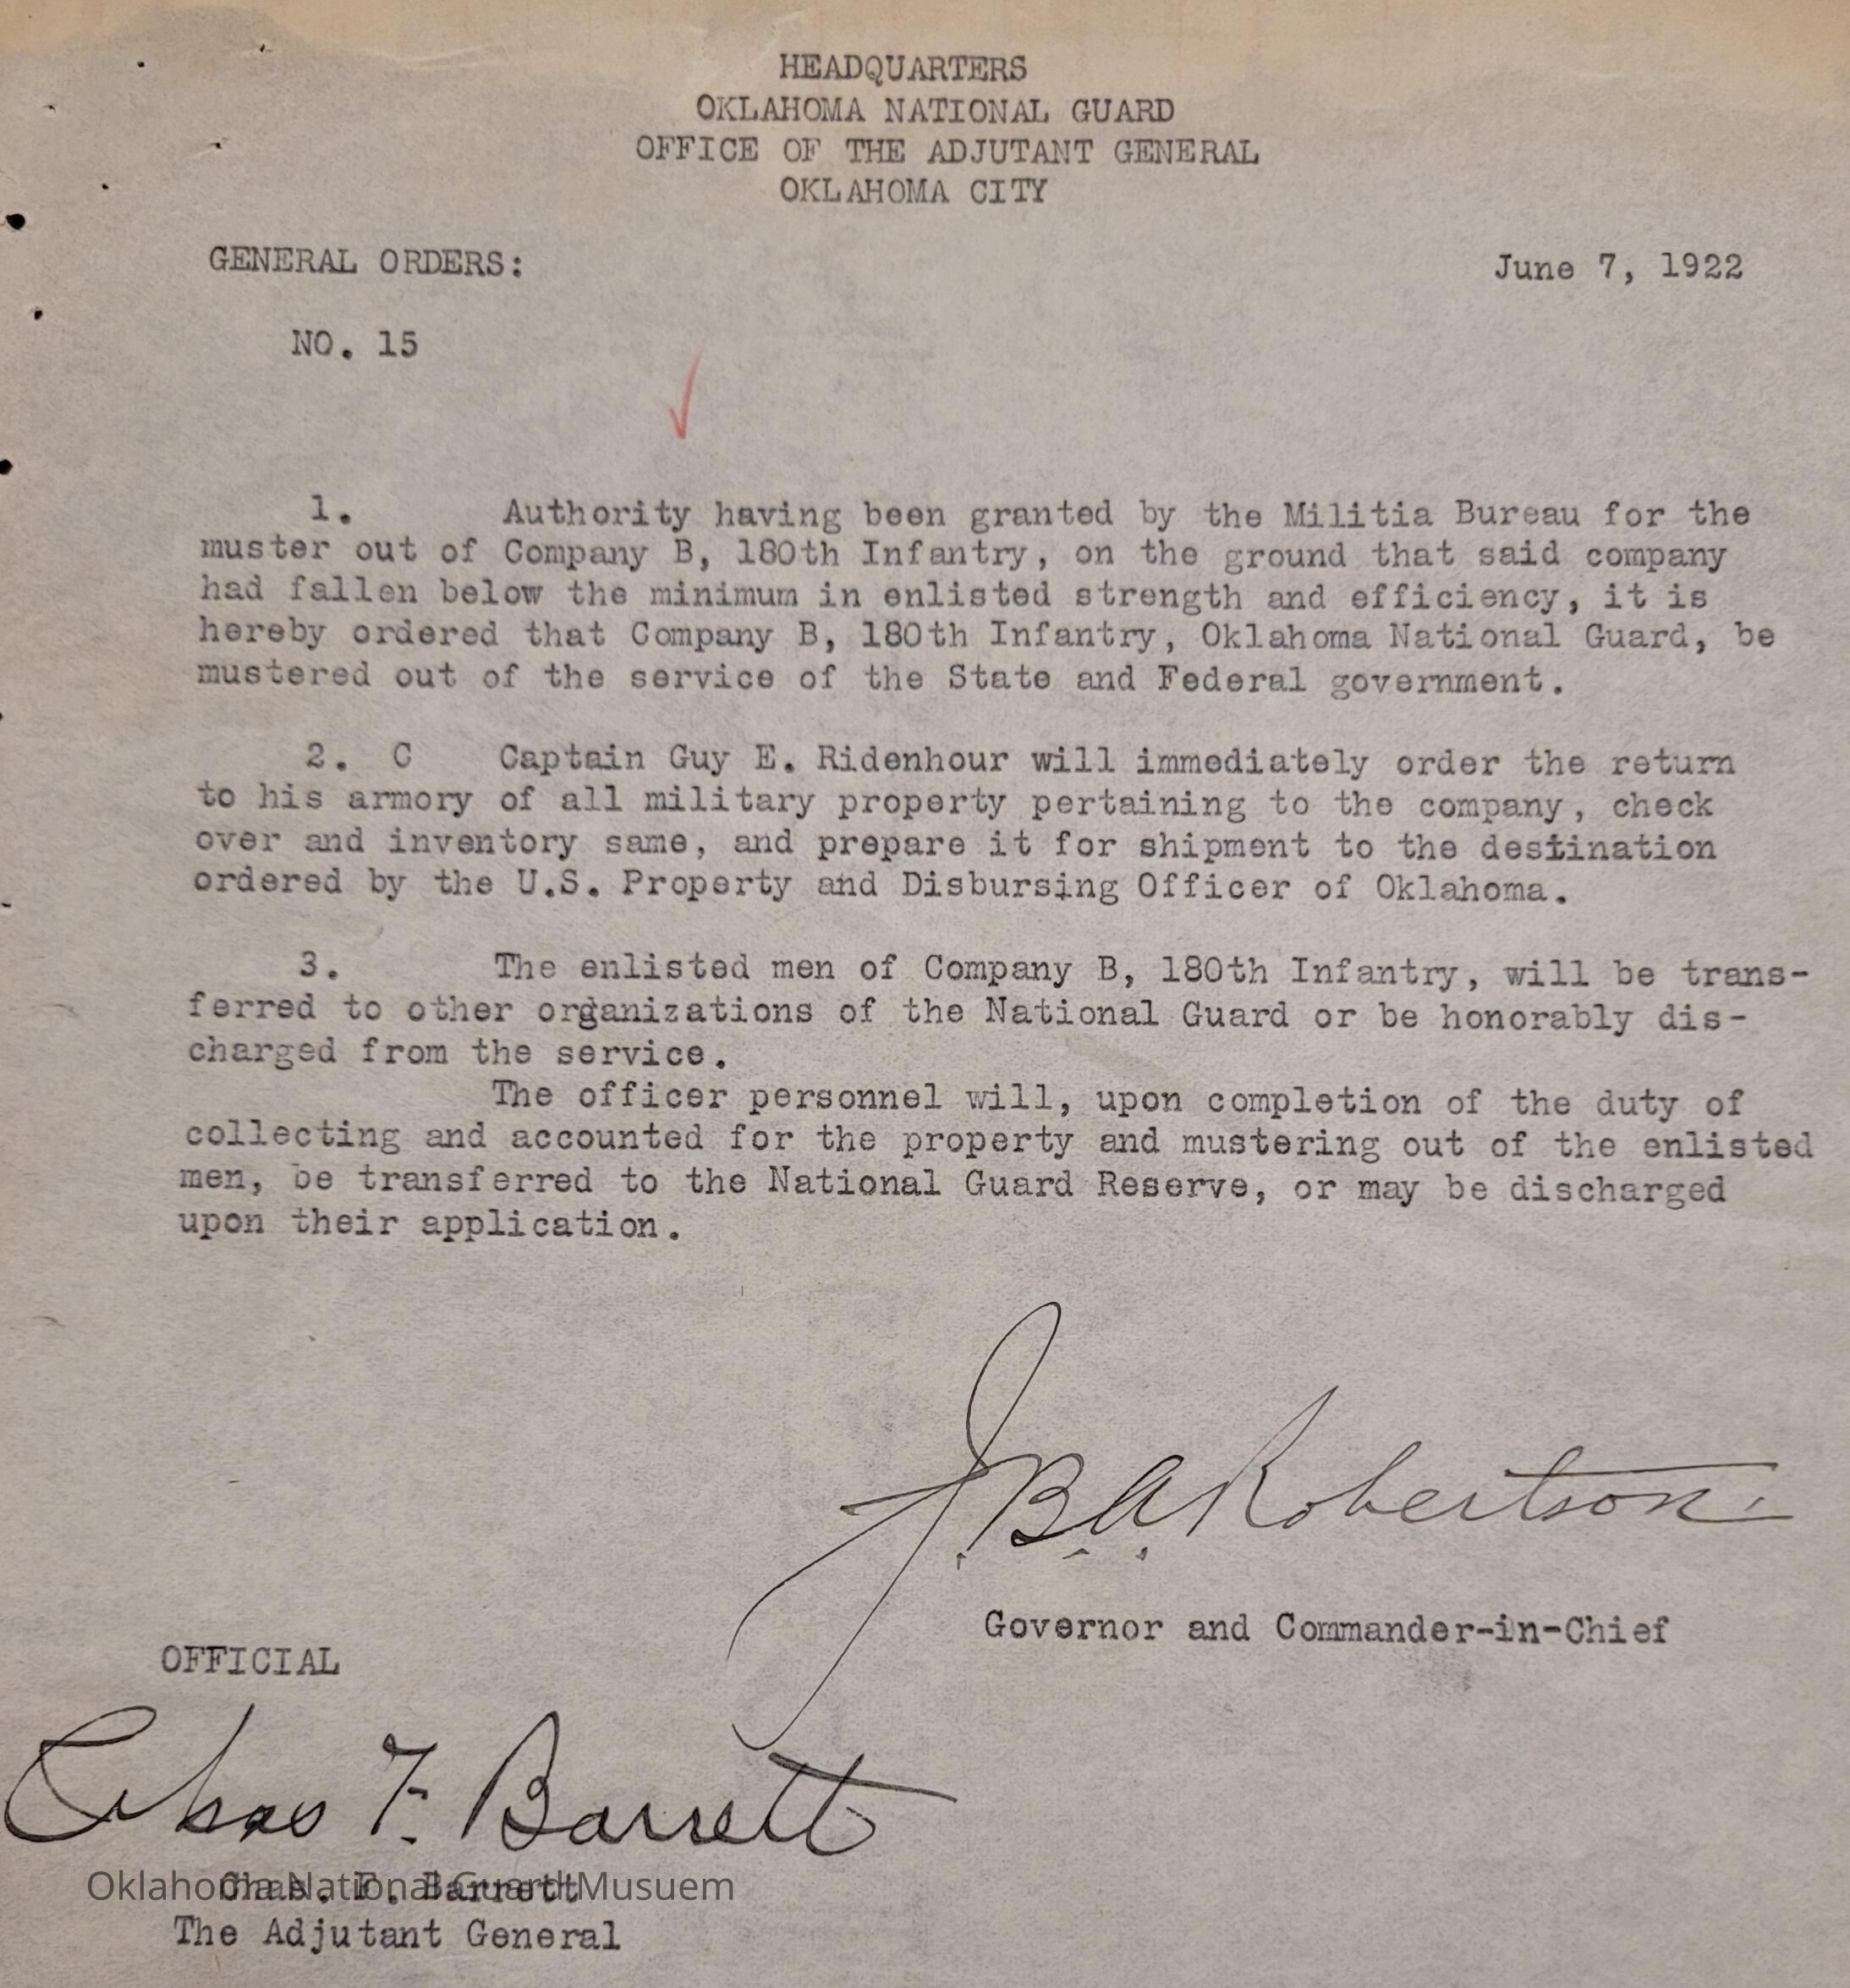 HEADQUARTERS
OKLAHOMA NATIONAL GUARD
OFFICE OF THE ADJUTANT GENERAL
OKLAHOMA CITY
GENERAL ORDERS: June 7, 1922
NO. 15
1. Authority having been granted by the Militia Bureau for the
muster out of Company B, 180th Infantry, on the ground that said company
had fallen below the minimum in enlisted strength and efficiency, it is
hereby ordered that Company B, 180th Infantry, Oklahoma National Guard, be
mustered out of the service of the State and Federal government.
2. C Captain Guy E. Ridenhour will immediately order the return
to his armory of all military property pertaining to the company, check
over and inventory same, and prepare it for shipment to the destination
ordered by the U.S. Property and Disbursing Officer of Oklahoma.
3. The enlisted men of Company B, 180th Infantry, will be trans-
ferred to other organizations of the National Guard or be honorably dis-
charged from the service.
The officer personnel will, upon completion of the duty of
collecting and accounted for the property and mustering out of the enlisted
men, be transferred to the National Guard Reserve, or may be discharged
upon their application.
J.B.A. Robertson
Governor and Commander-in-Chief
OFFICIAL
Chas F. Barrett
Chas. F. Barrett
Oklahoma National Guard Musuem
The Adjutant General